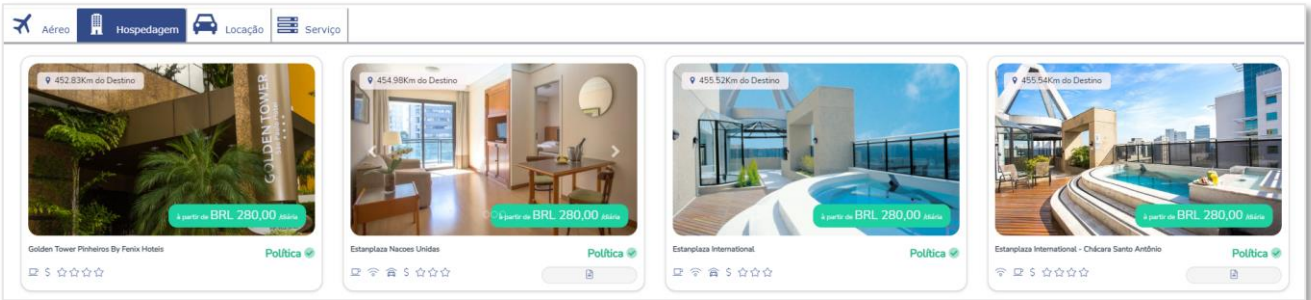 Aéreo
Hospedagem
Locação
Serviço
452.83Km do Destino
GOLDEN TOWER
à partir de BRL 280,00 /diária
Golden Tower Pinheiros By Fenix Hoteis
Política
$
454.98Km do Destino
à partir de BRL 280,00 /diária
Estanplaza Nacoes Unidas
Política
$
455.52Km do Destino
à partir de BRL 280,00 /diária
Estanplaza International
Política
$
455.54Km do Destino
à partir de BRL 280,00 /diária
Estanplaza International - Chácara Santo Antônio
Política
$